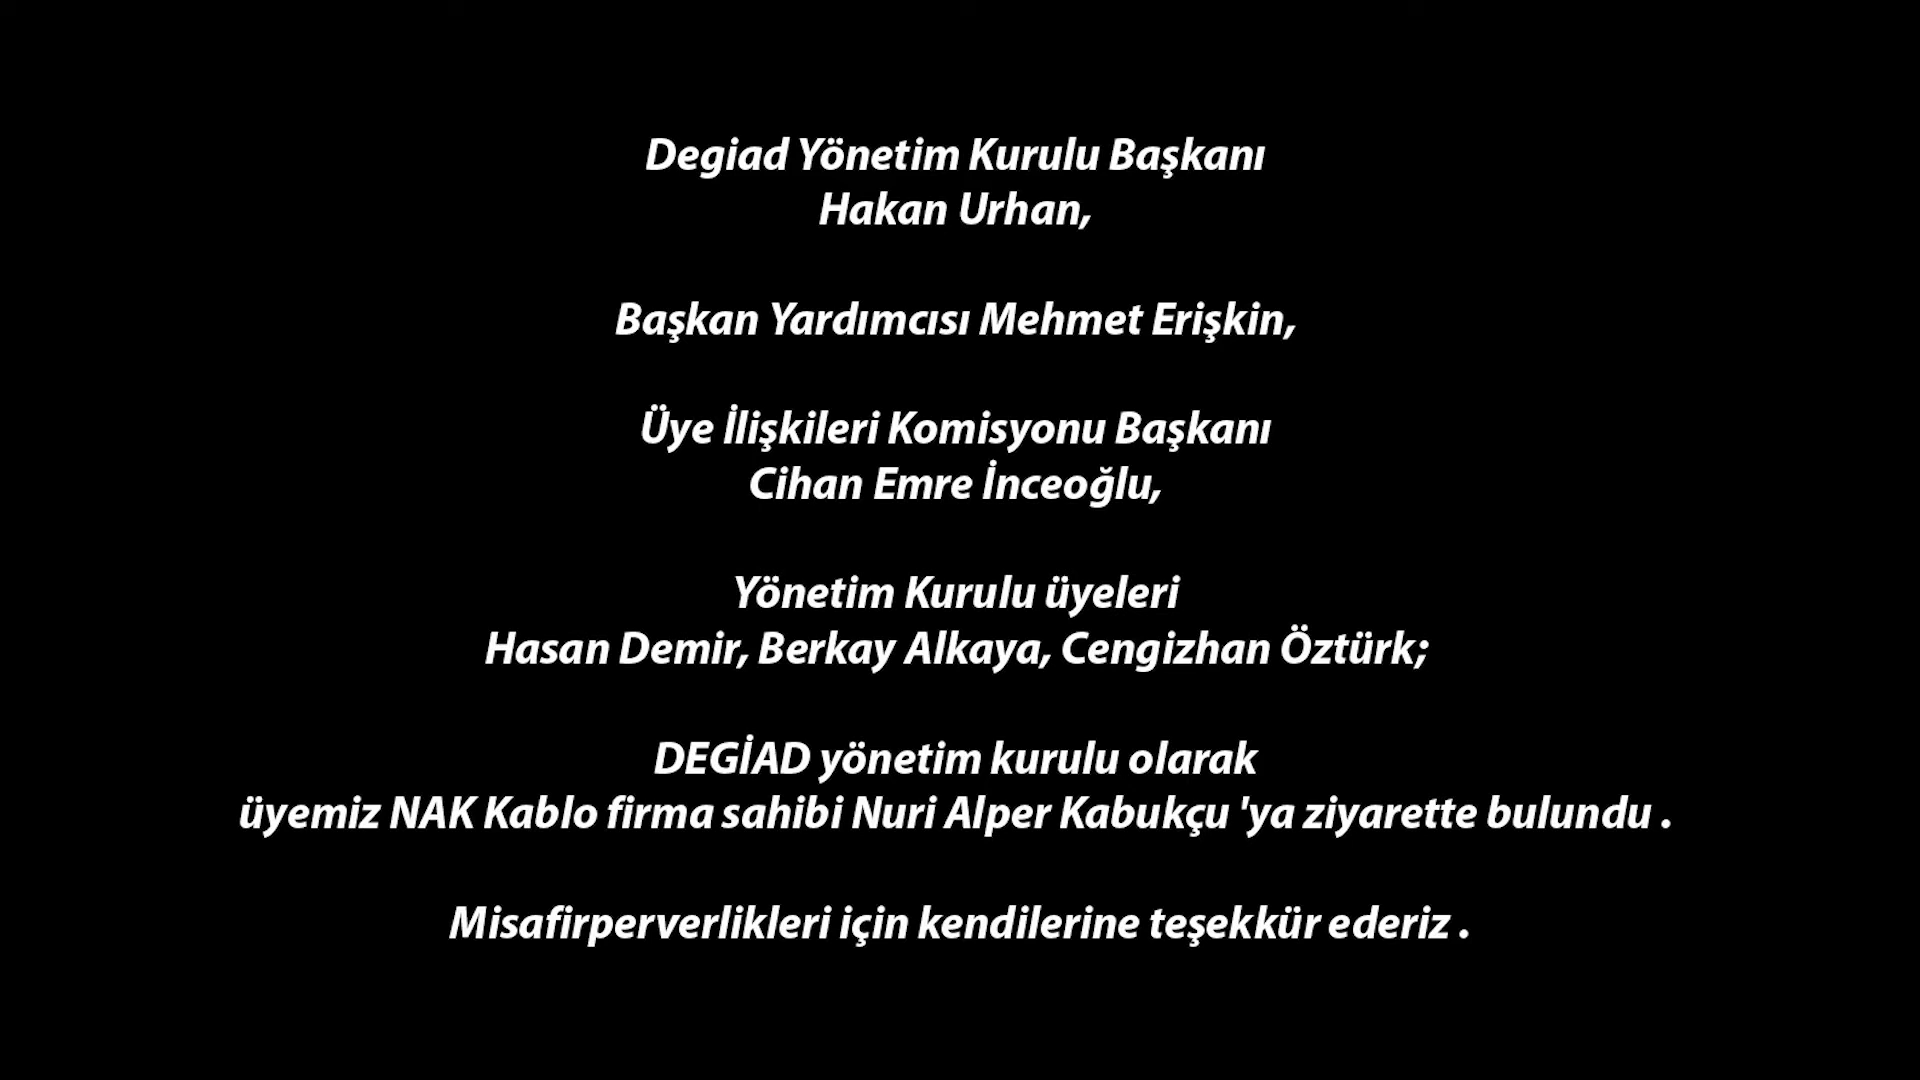 Degiad Yönetim Kurulu Başkanı
Hakan Urhan,
Başkan Yardımcısı Mehmet Erişkin,
Üye İlişkileri Komisyonu Başkanı
Cihan Emre İnceoğlu,
Yönetim Kurulu üyeleri
Hasan Demir, Berkay Alkaya, Cengizhan Öztürk;
DEGİAD yönetim kurulu olarak
üyemiz NAK Kablo firma sahibi Nuri Alper Kabukçu 'ya ziyarette bulundu .
Misafirperverlikleri için kendilerine teşekkür ederiz .